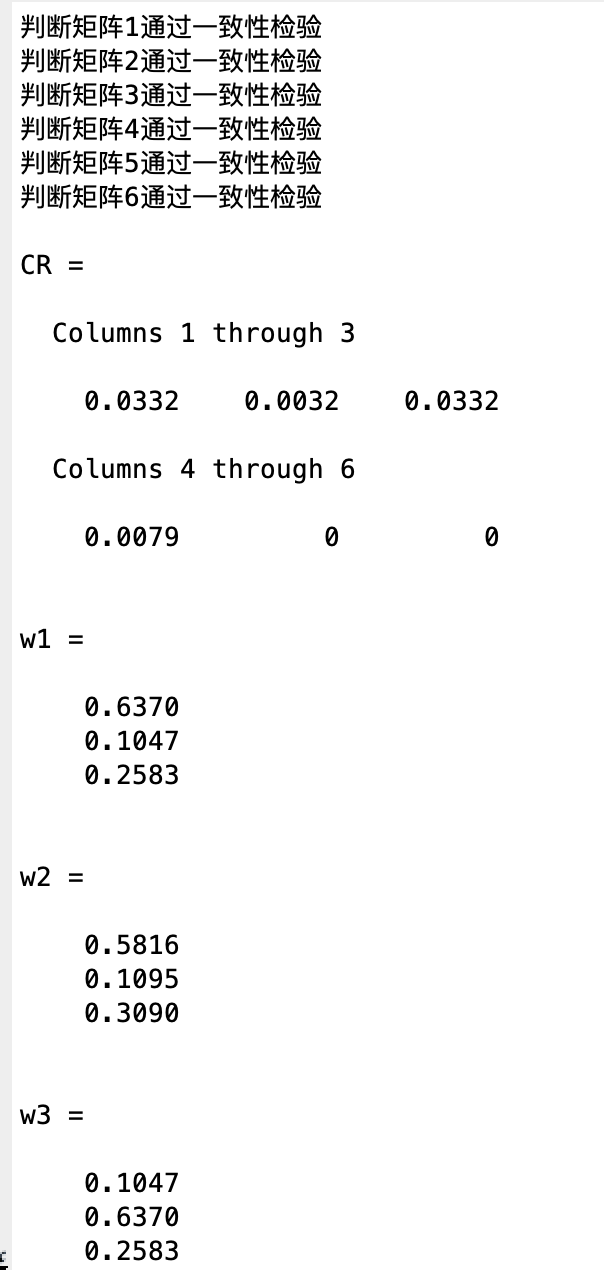 判断矩阵1通过一致性检验
判断矩阵2通过一致性检验
判断矩阵3通过一致性检验
判断矩阵4通过一致性检验
判断矩阵5通过一致性检验
判断矩阵6通过一致性检验
CR =
Columns 1 through 3
0.0332 0.0032 0.0332
Columns 4 through 6
0.0079 0 0
w1 =
0.6370
0.1047
0.2583
w2 =
0.5816
0.1095
0.3090
w3 =
0.1047
0.6370
0.2583